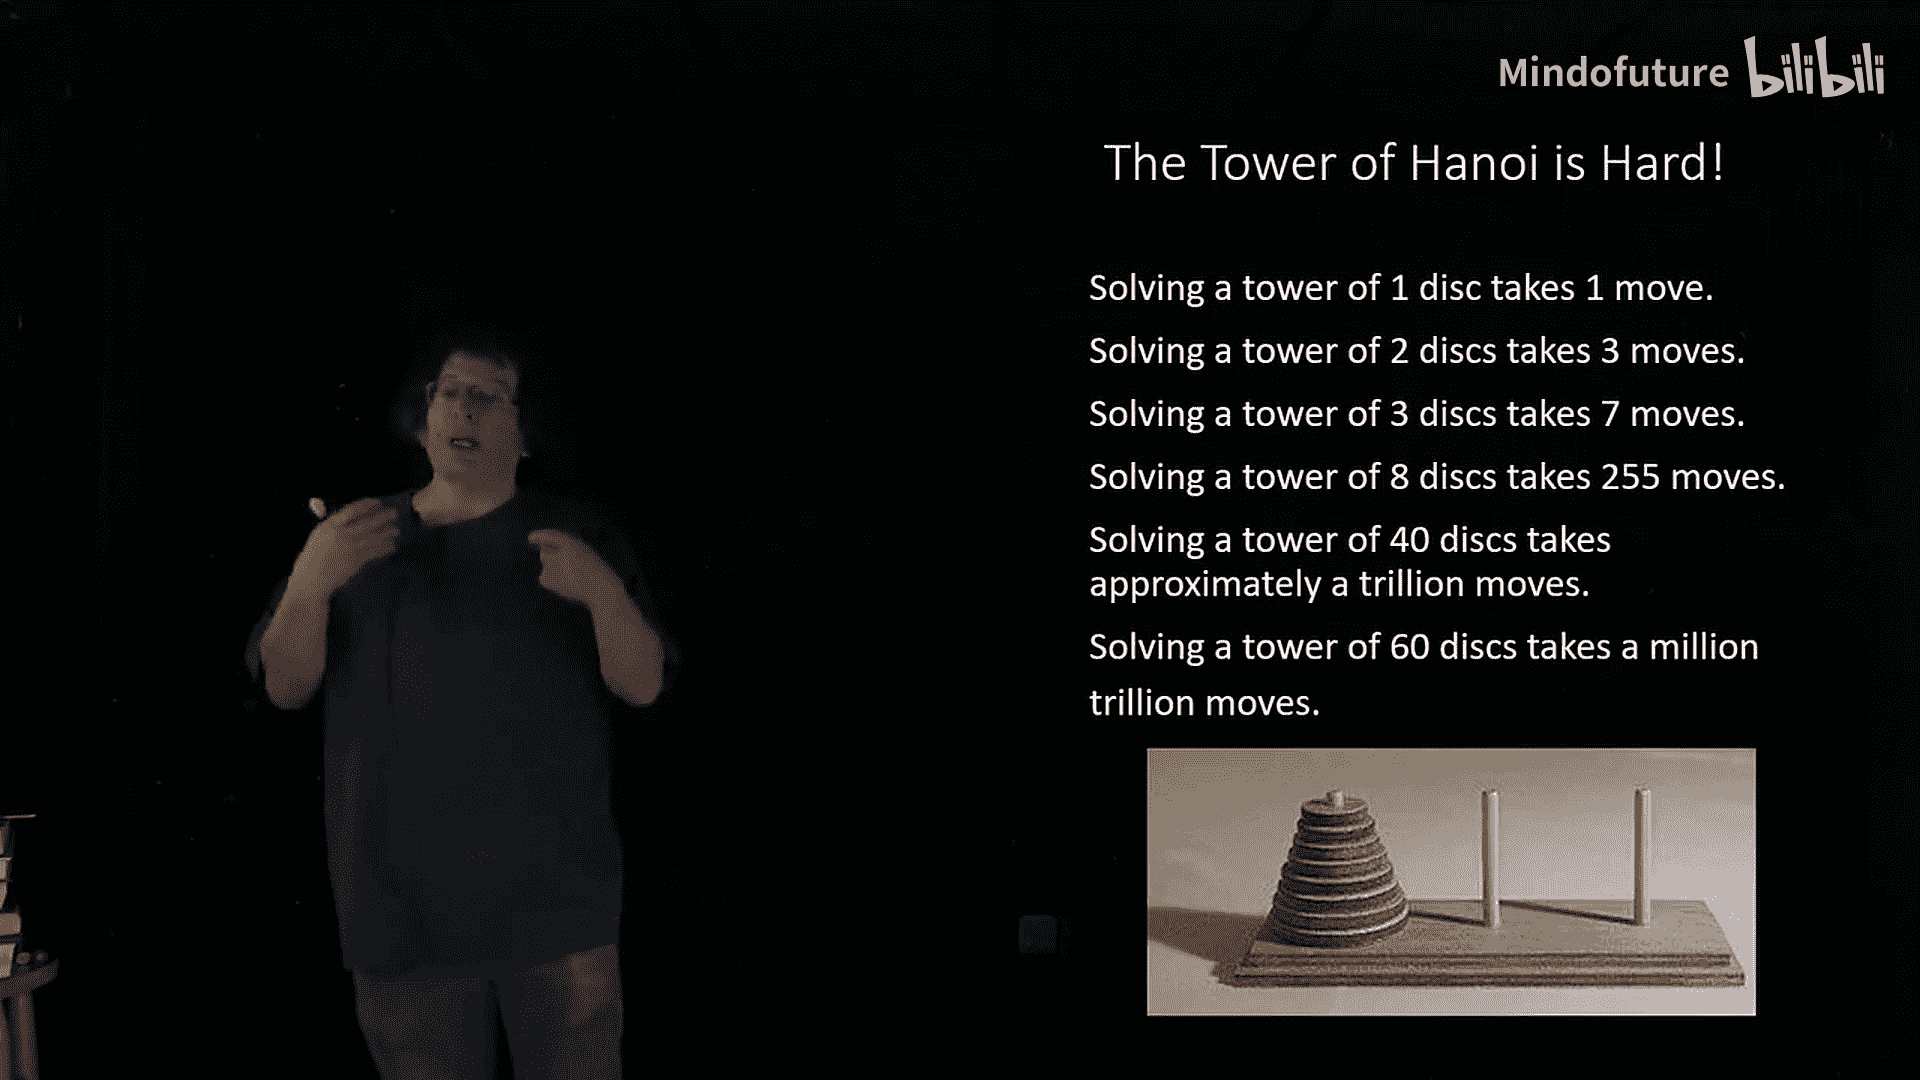 Mindofuture bilibili
The Tower of Hanoi is Hard!
Solving a tower of 1 disc takes 1 move.
Solving a tower of 2 discs takes 3 moves.
Solving a tower of 3 discs takes 7 moves.
Solving a tower of 8 discs takes 255 moves.
Solving a tower of 40 discs takes
approximately a trillion moves.
Solving a tower of 60 discs takes a million
trillion moves.